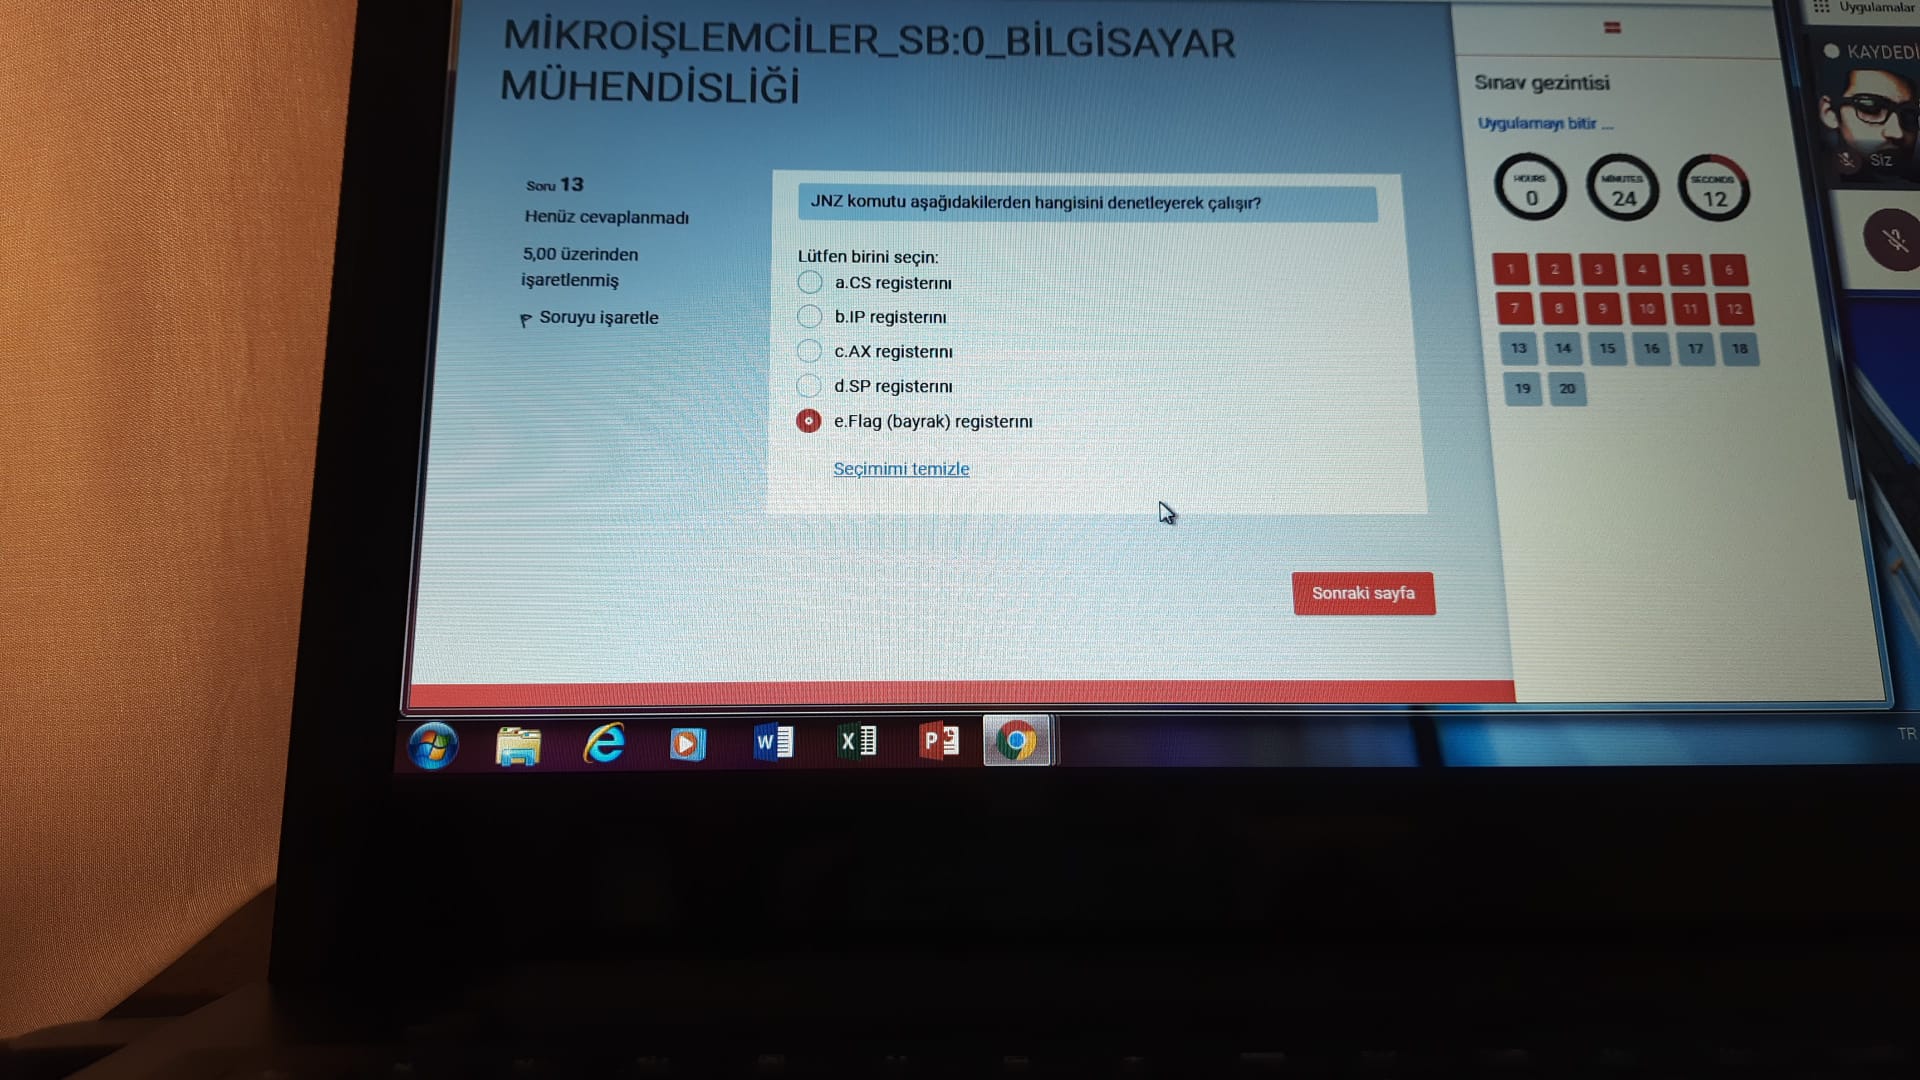 MİKROİŞLEMCİLER_SB:0_BİLGİSAYAR
MÜHENDİSLİĞİ
Soru 13
Henüz cevaplanmadı
5,00 üzerinden
işaretlenmiş
Soruyu işaretle
JNZ komutu aşağıdakilerden hangisini denetleyerek çalışır?
Lütfen birini seçin:
a.CS registerını
b.IP registerını
c.AX registerını
d.SP registerını
e.Flag (bayrak) registerını
Seçimimi temizle
Sonraki sayfa
Sınav gezintisi
Uygulamayı bitir ...
HOURS MINUTES SECONDS
0 24 12
1 2 3 4 5 6
7 8 9 10 11 12
13 14 15 16 17 18
19 20
Uygulamalar
KAYDEDİ
Siz
W X P
TR